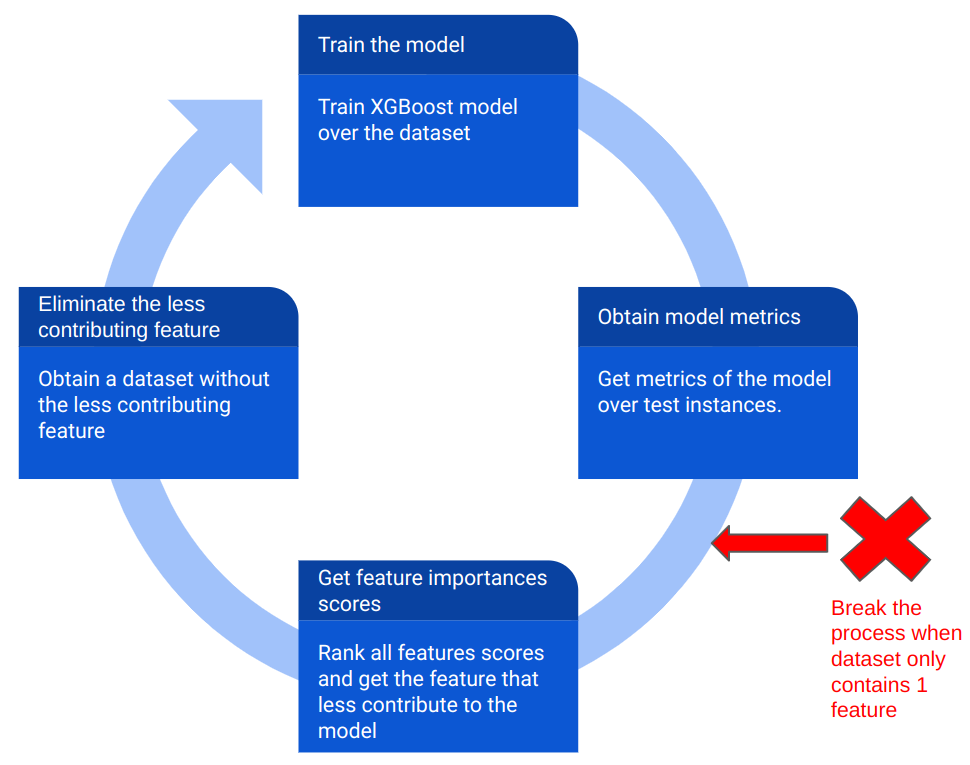 Train the model
Train XGBoost model
over the dataset
Obtain model metrics
Get metrics of the model
over test instances.
Break the
process when
dataset only
contains 1
feature
Get feature importances
scores
Rank all features scores
and get the feature that
less contribute to the
model
Eliminate the less
contributing feature
Obtain a dataset without
the less contributing
feature